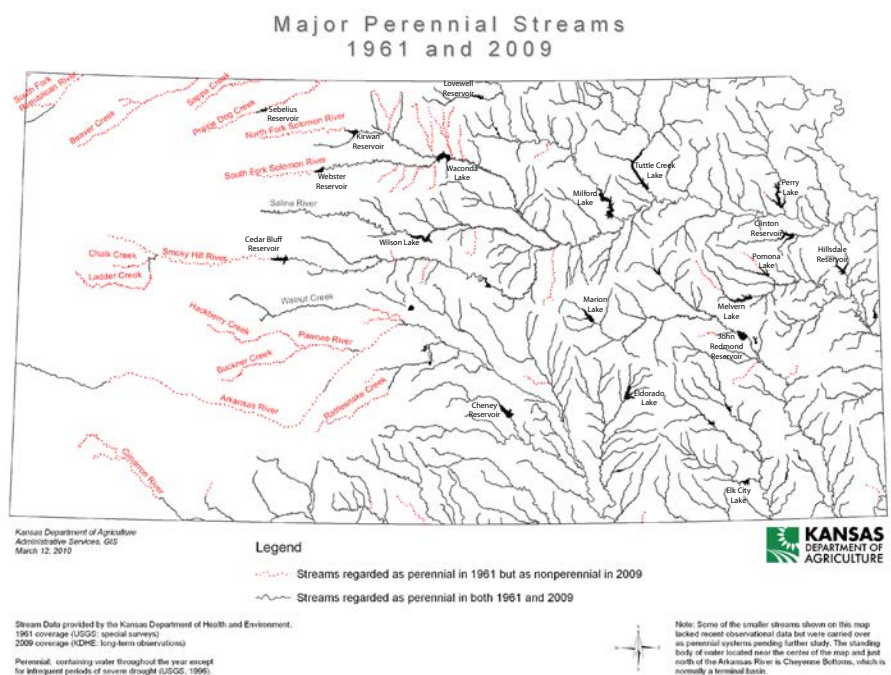 Major Perennial Streams
1961 and 2009
South Fork
Republican River
Beaver Creek
Sappa Creek
Prairie Dog Creek
Sebelius
Reservoir
North Fork Solomon River
Kirwan
Reservoir
Lovewell
Reservoir
South Fork Solomon River
Webster
Reservoir
Waconda
Lake
Tuttle Creek
Lake
Milford
Lake
Perry
Lake
Saline River
Clinton
Reservoir
Cedar Bluff
Reservoir
Wilson Lake
Hillsdale
Reservoir
Pomona
Lake
Chalk Creek
Smoky Hill River
Ladder Creek
Melvern
Lake
Walnut Creek
Marion
Lake
Hackberry Creek
Pawnee River
John
Redmond
Reservoir
Buckner Creek
Rattlesnake Creek
Arkansas River
Cheney
Reservoir
Eldorado
Lake
Cimarron River
Elk City
Lake
Kansas Department of Agriculture
Administrative Services, GIS
March 12, 2010
KANSAS
DEPARTMENT OF
AGRICULTURE
Legend
Streams regarded as perennial in 1961 but as nonperennial in 2009
Streams regarded as perennial in both 1961 and 2009
Stream Data provided by the Kansas Department of Health and Environment.
1961 coverage (USGS: special surveys)
2009 coverage (KDHE: long-term observations)
Perennial: containing water throughout the year except
for infrequent periods of severe drought (USGS, 1996).
Note: Some of the smaller streams shown on this map
lacked recent observational data but were carried over
as perennial systems pending further study. The standing
body of water located near the center of the map and just
north of the Arkansas River is Cheyenne Bottoms, which is
normally a terminal basin.